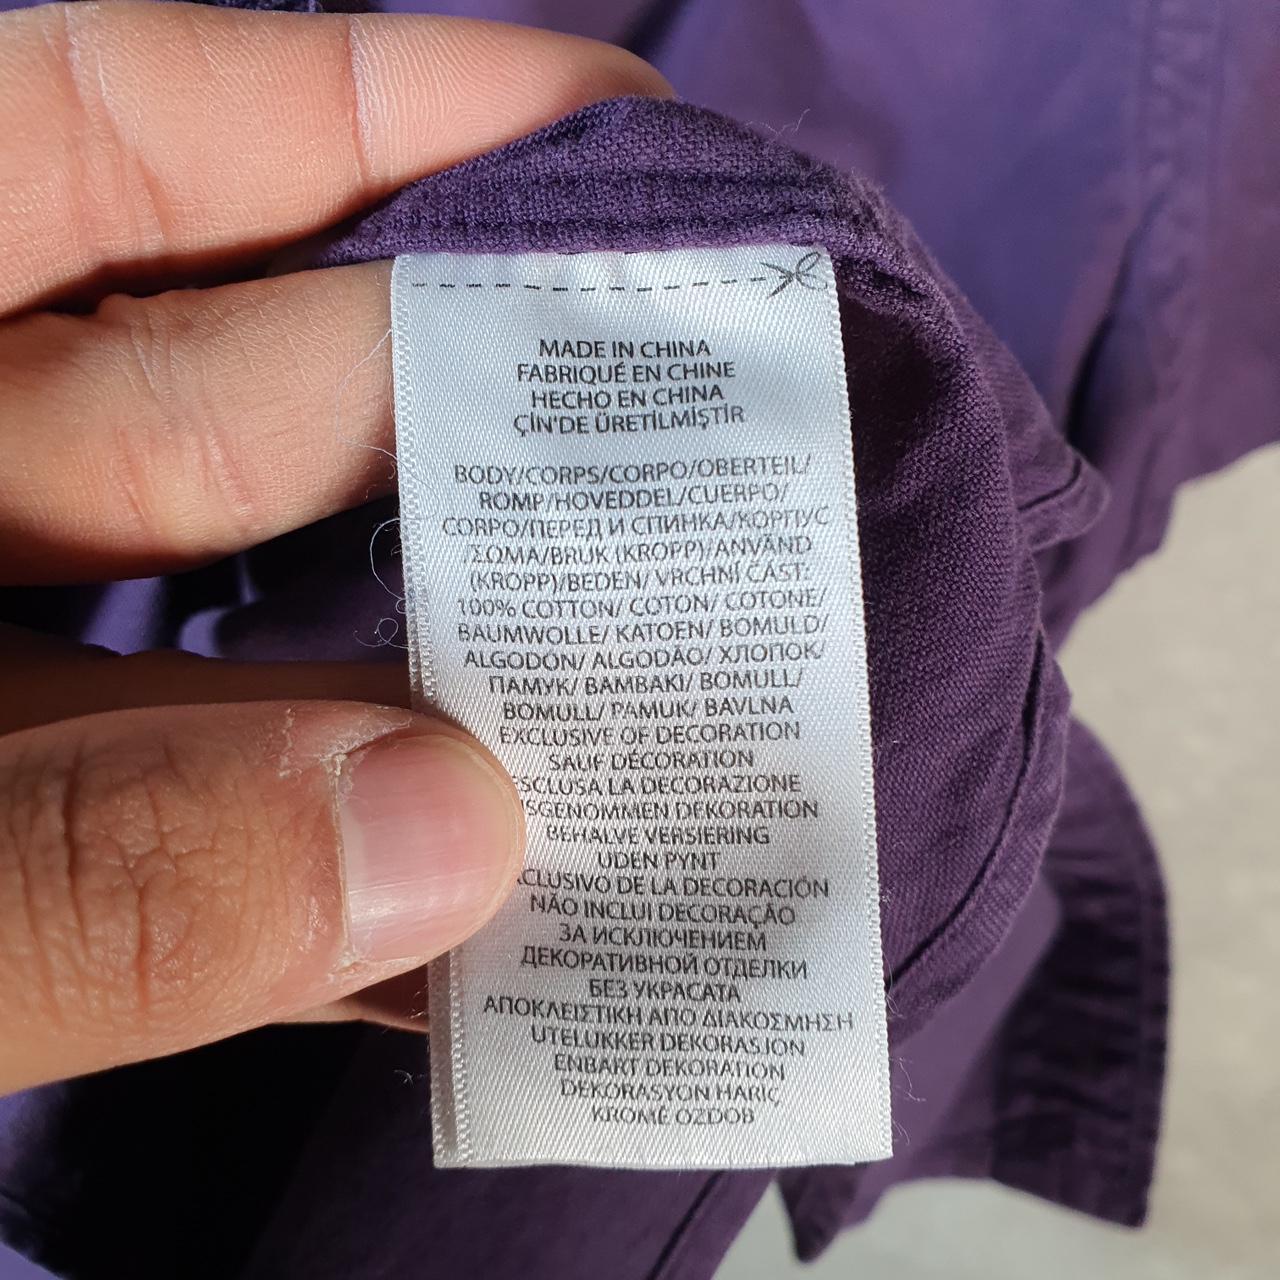 MADE IN CHINA
FABRIQUÉ EN CHINE
HECHO EN CHINA
ÇİN'DE ÜRETİLMİŞTİR
BODY/CORPS/CORPO/OBERTEIL/
ROMP/HOVEDDEL/CUERPO/
CORPO/ПЕРЕД И СПИНКА/КОРПУС
ΣΩΜΑ/BRUK (KROPP)/ANVÄND
(KROPP)/BEDEN/ VRCHNÍ ČÁST:
100% COTTON/ COTON/ COTONE/
BAUMWOLLE/ KATOEN/ BOMULD/
ALGODÓN/ ALGODÃO/ ХЛОПОК/
ПАМУК/ ΒΑΜΒΑΚΙ/ BOMULL/
BOMULL/ PAMUK/ BAVLNA
EXCLUSIVE OF DECORATION
SAUF DÉCORATION
SCLUSA LA DECORAZIONE
SGENOMMEN DEKORATION
BEHALVE VERSIERING
UDEN PYNT
CLUSIVO DE LA DECORACIÓN
NÃO INCLUI DECORAÇÃO
ЗА ИСКЛЮЧЕНИЕМ
ДЕКОРАТИВНОЙ ОТДЕЛКИ
БЕЗ УКРАСАТА
ΑΠΟΚΛΕΙΣΤΙΚΗ ΑΠΟ ΔΙΑΚΟΣΜΗΣΗ
UTELUKKER DEKORASJON
ENBART DEKORATION
DEKORASYON HARİÇ
KROMĚ OZDOB